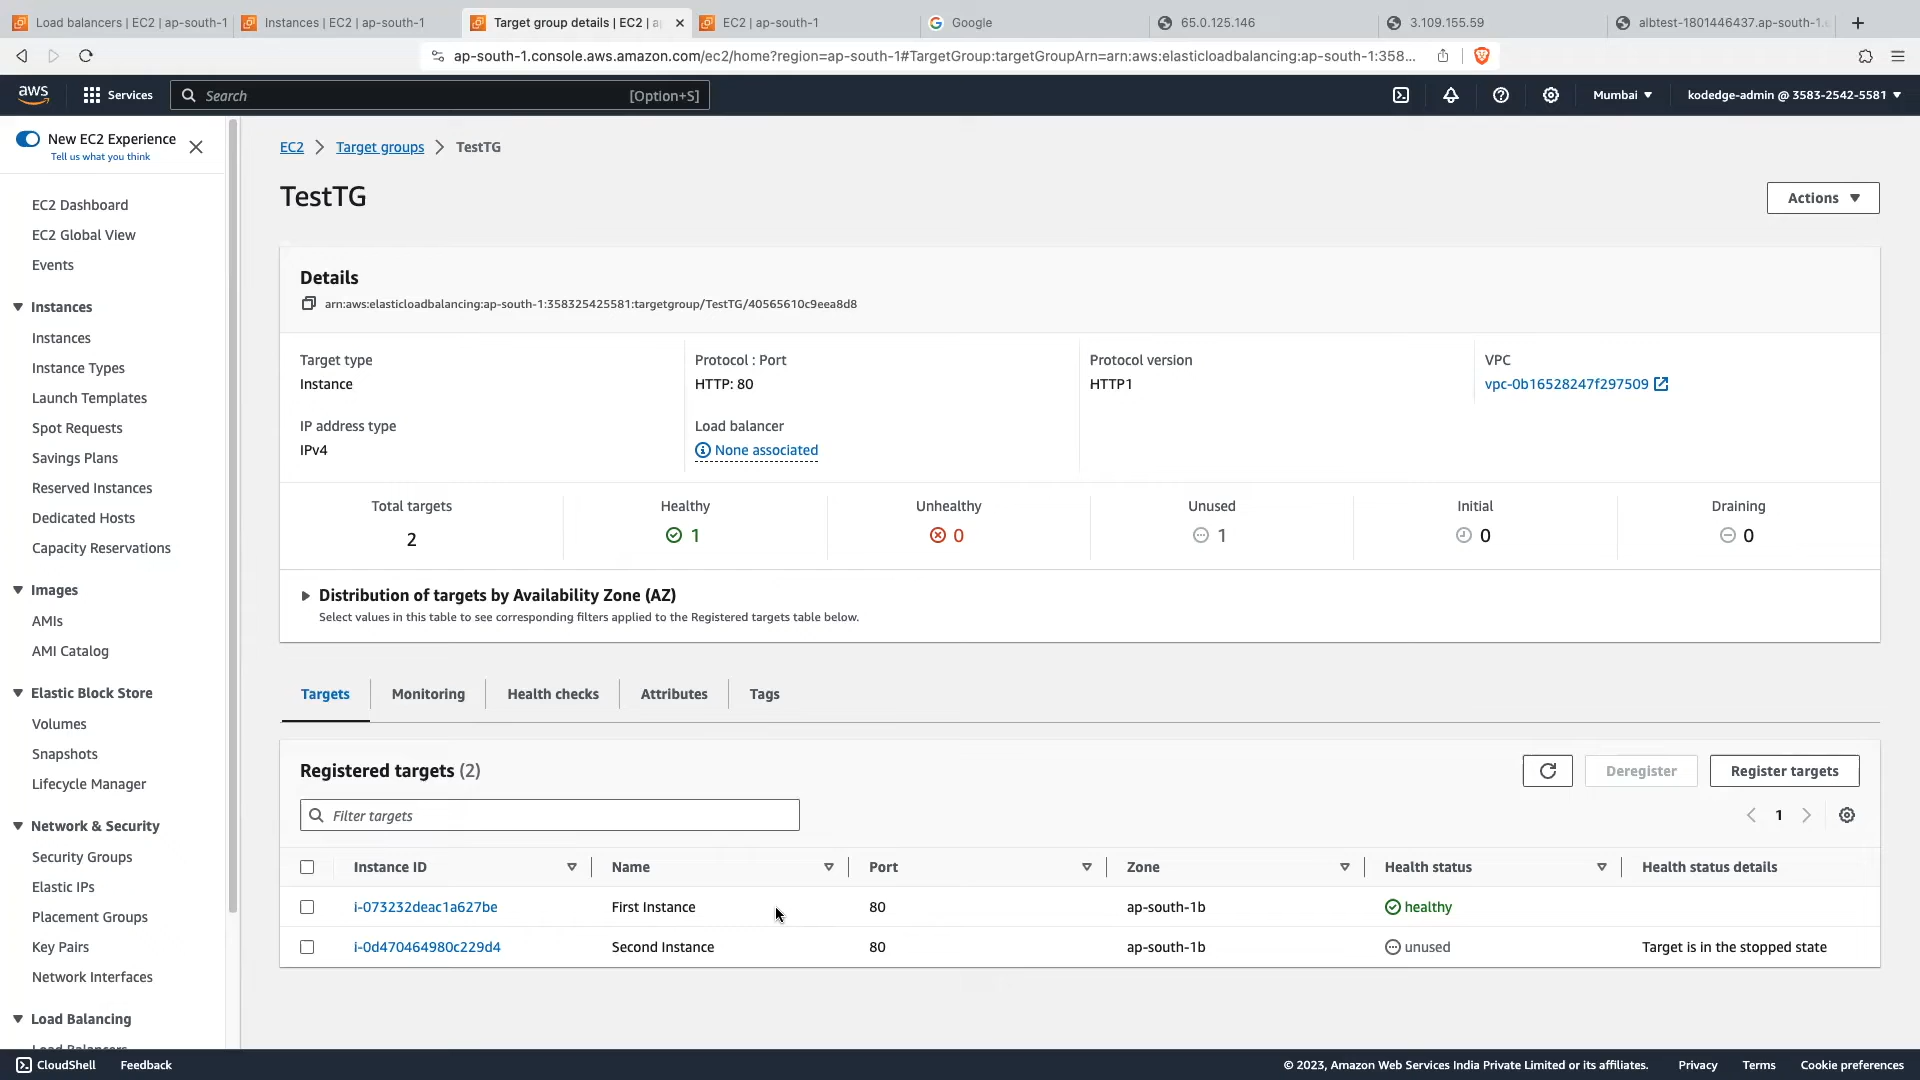 Load balancers | EC2 | ap-south-1
Instances | EC2 | ap-south-1
Target group details | EC2 | a
EC2 | ap-south-1
Google
65.0.125.146
3.109.155.59
albtest-1801446437.ap-south-1.
ap-south-1.console.aws.amazon.com/ec2/home?region=ap-south-1#TargetGroup:targetGroupArn=arn:aws:elasticloadbalancing:ap-south-1:358...
aws
Services
Search
[Option+S]
Mumbai
kodedge-admin @ 3583-2542-5581
New EC2 Experience
Tell us what you think
EC2 Dashboard
EC2 Global View
Events
Instances
Instances
Instance Types
Launch Templates
Spot Requests
Savings Plans
Reserved Instances
Dedicated Hosts
Capacity Reservations
Images
AMIs
AMI Catalog
Elastic Block Store
Volumes
Snapshots
Lifecycle Manager
Network & Security
Security Groups
Elastic IPs
Placement Groups
Key Pairs
Network Interfaces
Load Balancing
Load Balancers
EC2 > Target groups > TestTG
TestTG
Actions
Details
arn:aws:elasticloadbalancing:ap-south-1:358325425581:targetgroup/TestTG/40565610c9eea8d8
Target type
Instance
Protocol : Port
HTTP: 80
Protocol version
HTTP1
VPC
vpc-0b16528247f297509
IP address type
IPv4
Load balancer
None associated
Total targets
2
Healthy
1
Unhealthy
0
Unused
1
Initial
0
Draining
0
Distribution of targets by Availability Zone (AZ)
Select values in this table to see corresponding filters applied to the Registered targets table below.
Targets
Monitoring
Health checks
Attributes
Tags
Registered targets (2)
Deregister
Register targets
Filter targets
1
Instance ID Name Port Zone Health status Health status details
i-073232deac1a627be First Instance 80 ap-south-1b healthy
i-0d470464980c229d4 Second Instance 80 ap-south-1b unused Target is in the stopped state
CloudShell
Feedback
© 2023, Amazon Web Services India Private Limited or its affiliates.
Privacy
Terms
Cookie preferences